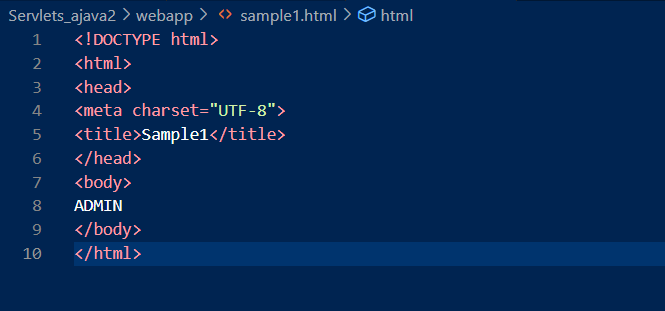 Servlets_ajava2 > webapp > <> sample1.html > html
1 <!DOCTYPE html>
2 <html>
3 <head>
4 <meta charset="UTF-8">
5 <title>Sample1</title>
6 </head>
7 <body>
8 ADMIN
9 </body>
10 </html>